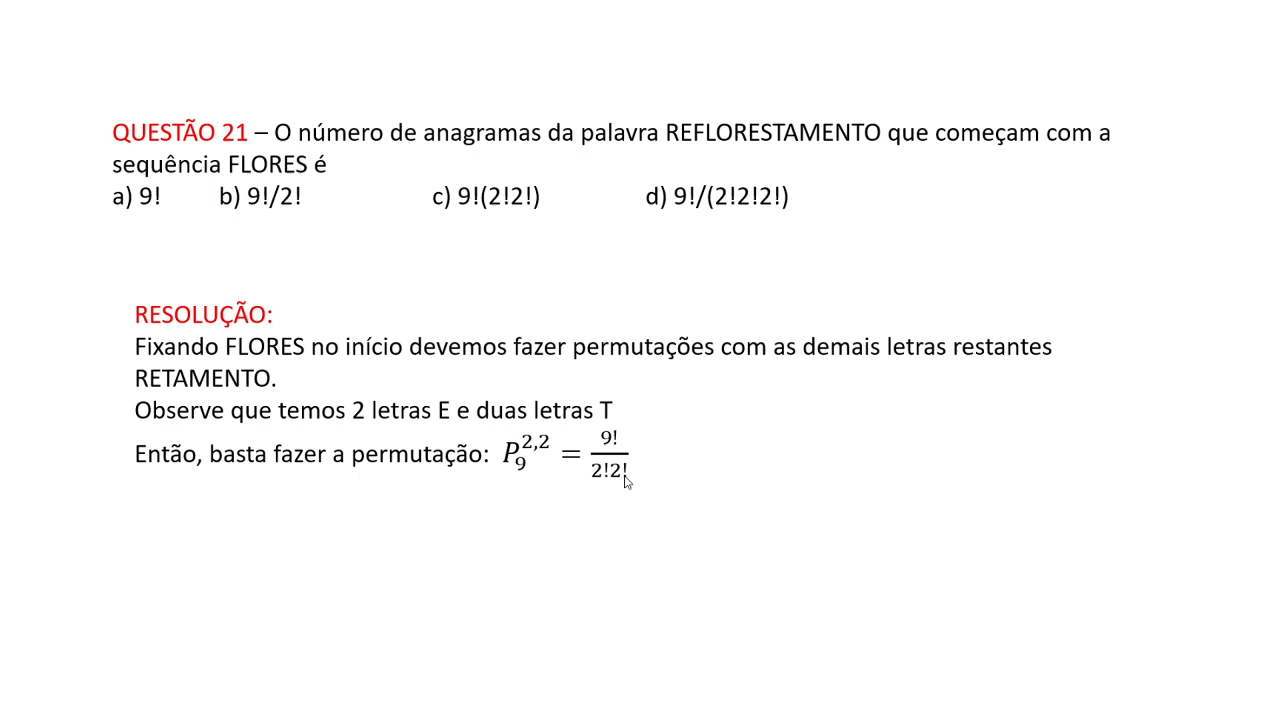 QUESTÃO 21 – O número de anagramas da palavra REFLORESTAMENTO que começam com a
sequência FLORES é
a) 9! b) 9!/2! c) 9!(2!2!) d) 9!/(2!2!2!)
RESOLUÇÃO:
Fixando FLORES no início devemos fazer permutações com as demais letras restantes
RETAMENTO.
Observe que temos 2 letras E e duas letras T
Então, basta fazer a permutação: $P_9^{2,2} = \frac{9!}{2!2!}$